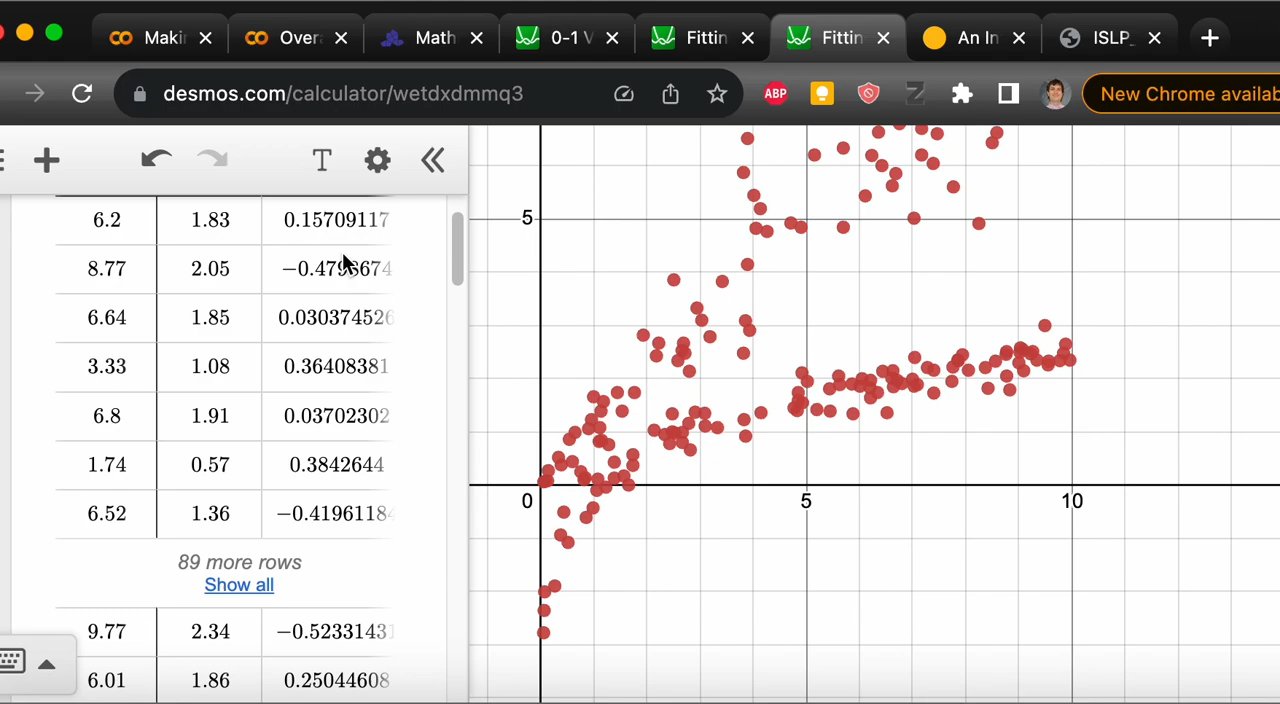 Maki
Over
Math
0-1 V
Fittin
Fittin
An In
ISLP_
desmos.com/calculator/wetdxdmmq3
ABP
Z
New Chrome availab
T
6.2 1.83 0.15709117
8.77 2.05
6.64 1.85 0.030374526
3.33 1.08 0.36408381
6.8 1.91 0.03702302
1.74 0.57 0.3842644
6.52 1.36 −0.41961184
89 more rows
Show all
9.77 2.34 −0.52331431
6.01 1.86 0.25044608
5
0
5
10